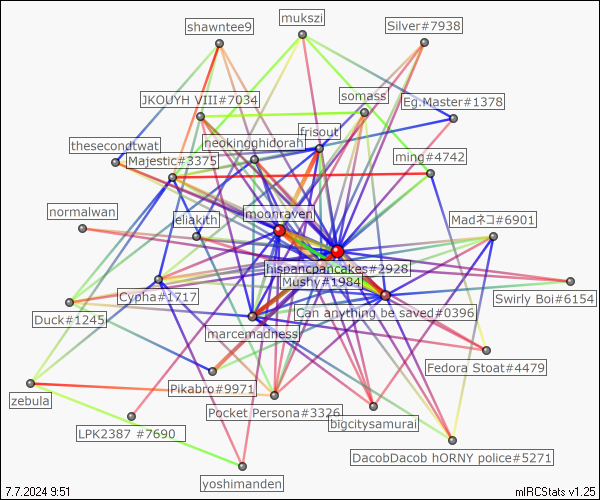 mukszi
shawntee9
Silver#7938
JKOUYH VIII#7034
somass
Eg.Master#1378
frisout
thesecondtwat
neokingghidorah
Majestic#3375
ming#4742
normalwan
eliakith
moonraven
Madネコ#6901
hispancpancakes#2928
Mushy#1984
Cypha#1717
Swirly Boi#6154
Can anything be saved#0396
Duck#1245
marcemadness
Fedora Stoat#4479
Pikabro#9971
zebula
Pocket Persona#3326
bigcitysamurai
LPK2387 #7690
DacobDacob hORNY police#5271
yoshimanden
7.7.2024 9:51
mIRCStats v1.25